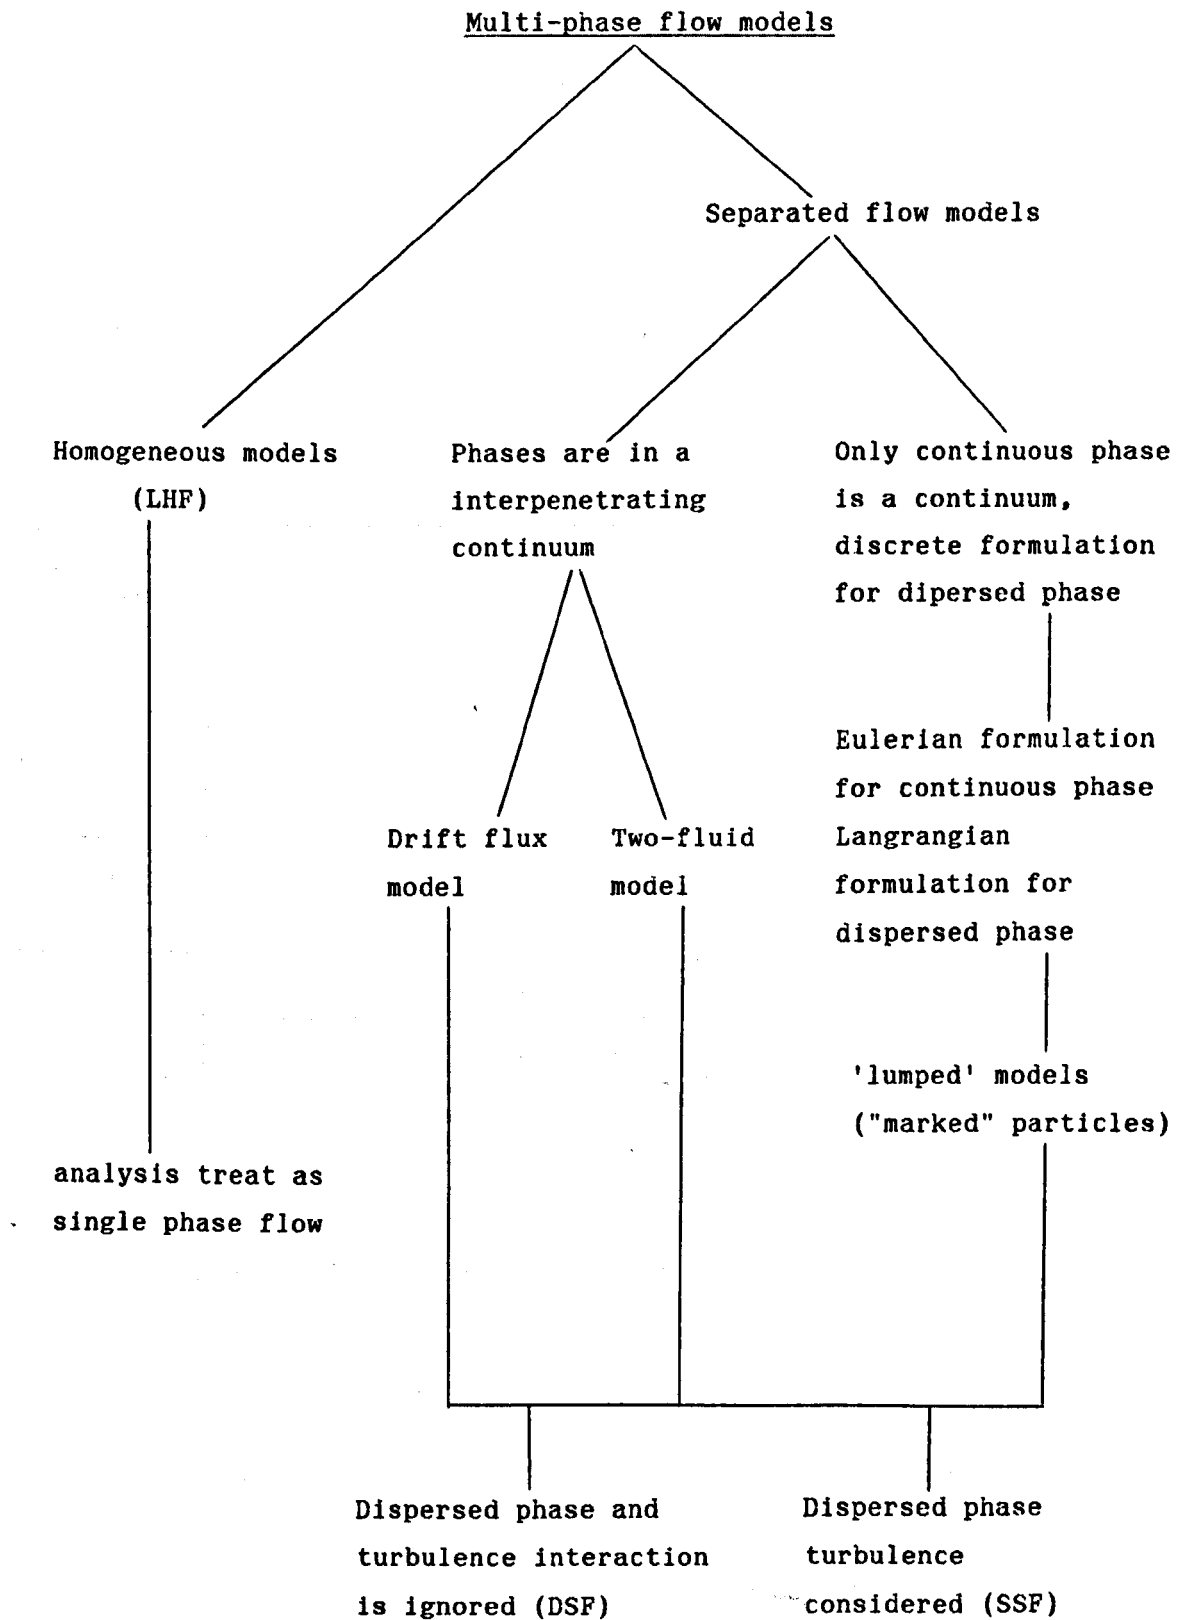 Multi-phase flow models
Separated flow models
Homogeneous models
(LHF)
Phases are in a
interpenetrating
continuum
Only continuous phase
is a continuum,
discrete formulation
for dipersed phase
Eulerian formulation
for continuous phase
Langrangian
formulation for
dispersed phase
Drift flux
model
Two-fluid
model
'lumped' models
("marked" particles)
analysis treat as
single phase flow
Dispersed phase and
turbulence interaction
is ignored (DSF)
Dispersed phase
turbulence
considered (SSF)